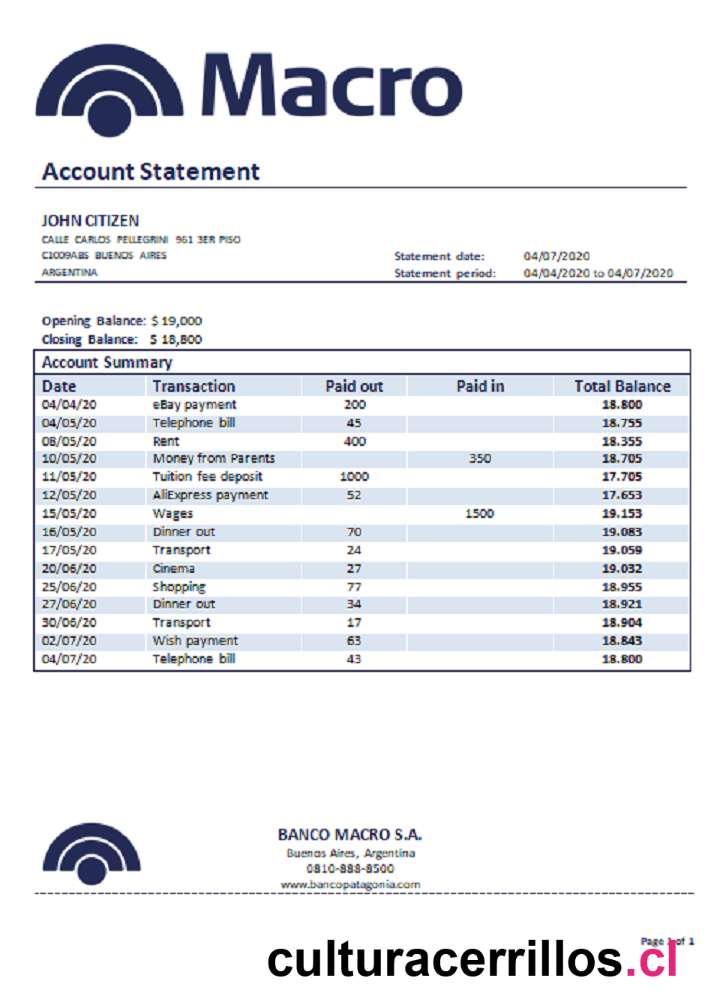 Macro
Account Statement
JOHN CITIZEN
CALLE CARLOS PELLEGRINI 961 3ER PISO
C1009ABS BUENOS AIRES
ARGENTINA
Statement date: 04/07/2020
Statement period: 04/04/2020 to 04/07/2020
Opening Balance: $ 19,000
Closing Balance: $ 18,800
Account Summary
Date Transaction Paid out Paid in Total Balance
04/04/20 eBay payment 200 18.800
04/05/20 Telephone bill 45 18.755
08/05/20 Rent 400 18.355
10/05/20 Money from Parents 350 18.705
11/05/20 Tuition fee deposit 1000 17.705
12/05/20 AliExpress payment 52 17.653
15/05/20 Wages 1500 19.153
16/05/20 Dinner out 70 19.083
17/05/20 Transport 24 19.059
20/06/20 Cinema 27 19.032
25/06/20 Shopping 77 18.955
27/06/20 Dinner out 34 18.921
30/06/20 Transport 17 18.904
02/07/20 Wish payment 63 18.843
04/07/20 Telephone bill 43 18.800
BANCO MACRO S.A.
Buenos Aires, Argentina
0810-888-8500
www.bancopatagonia.com
Page 1 of 1
culturacerrillos.cl